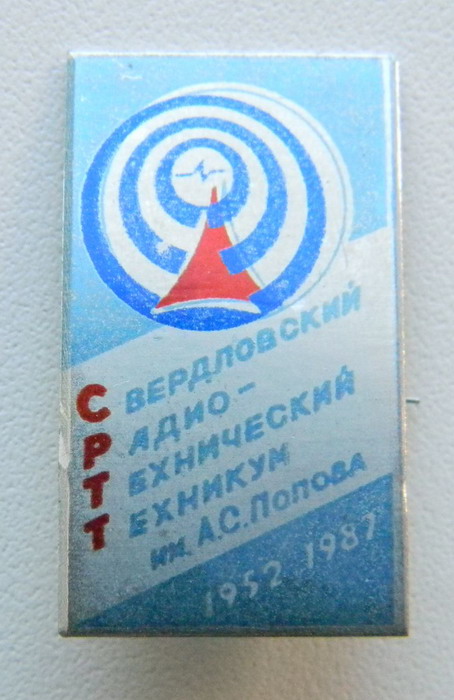 СВЕРДЛОВСКИЙ
РАДИО-
ТЕХНИЧЕСКИЙ
ТЕХНИКУМ
ИМ. А.С. ПОПОВА
1952 1987